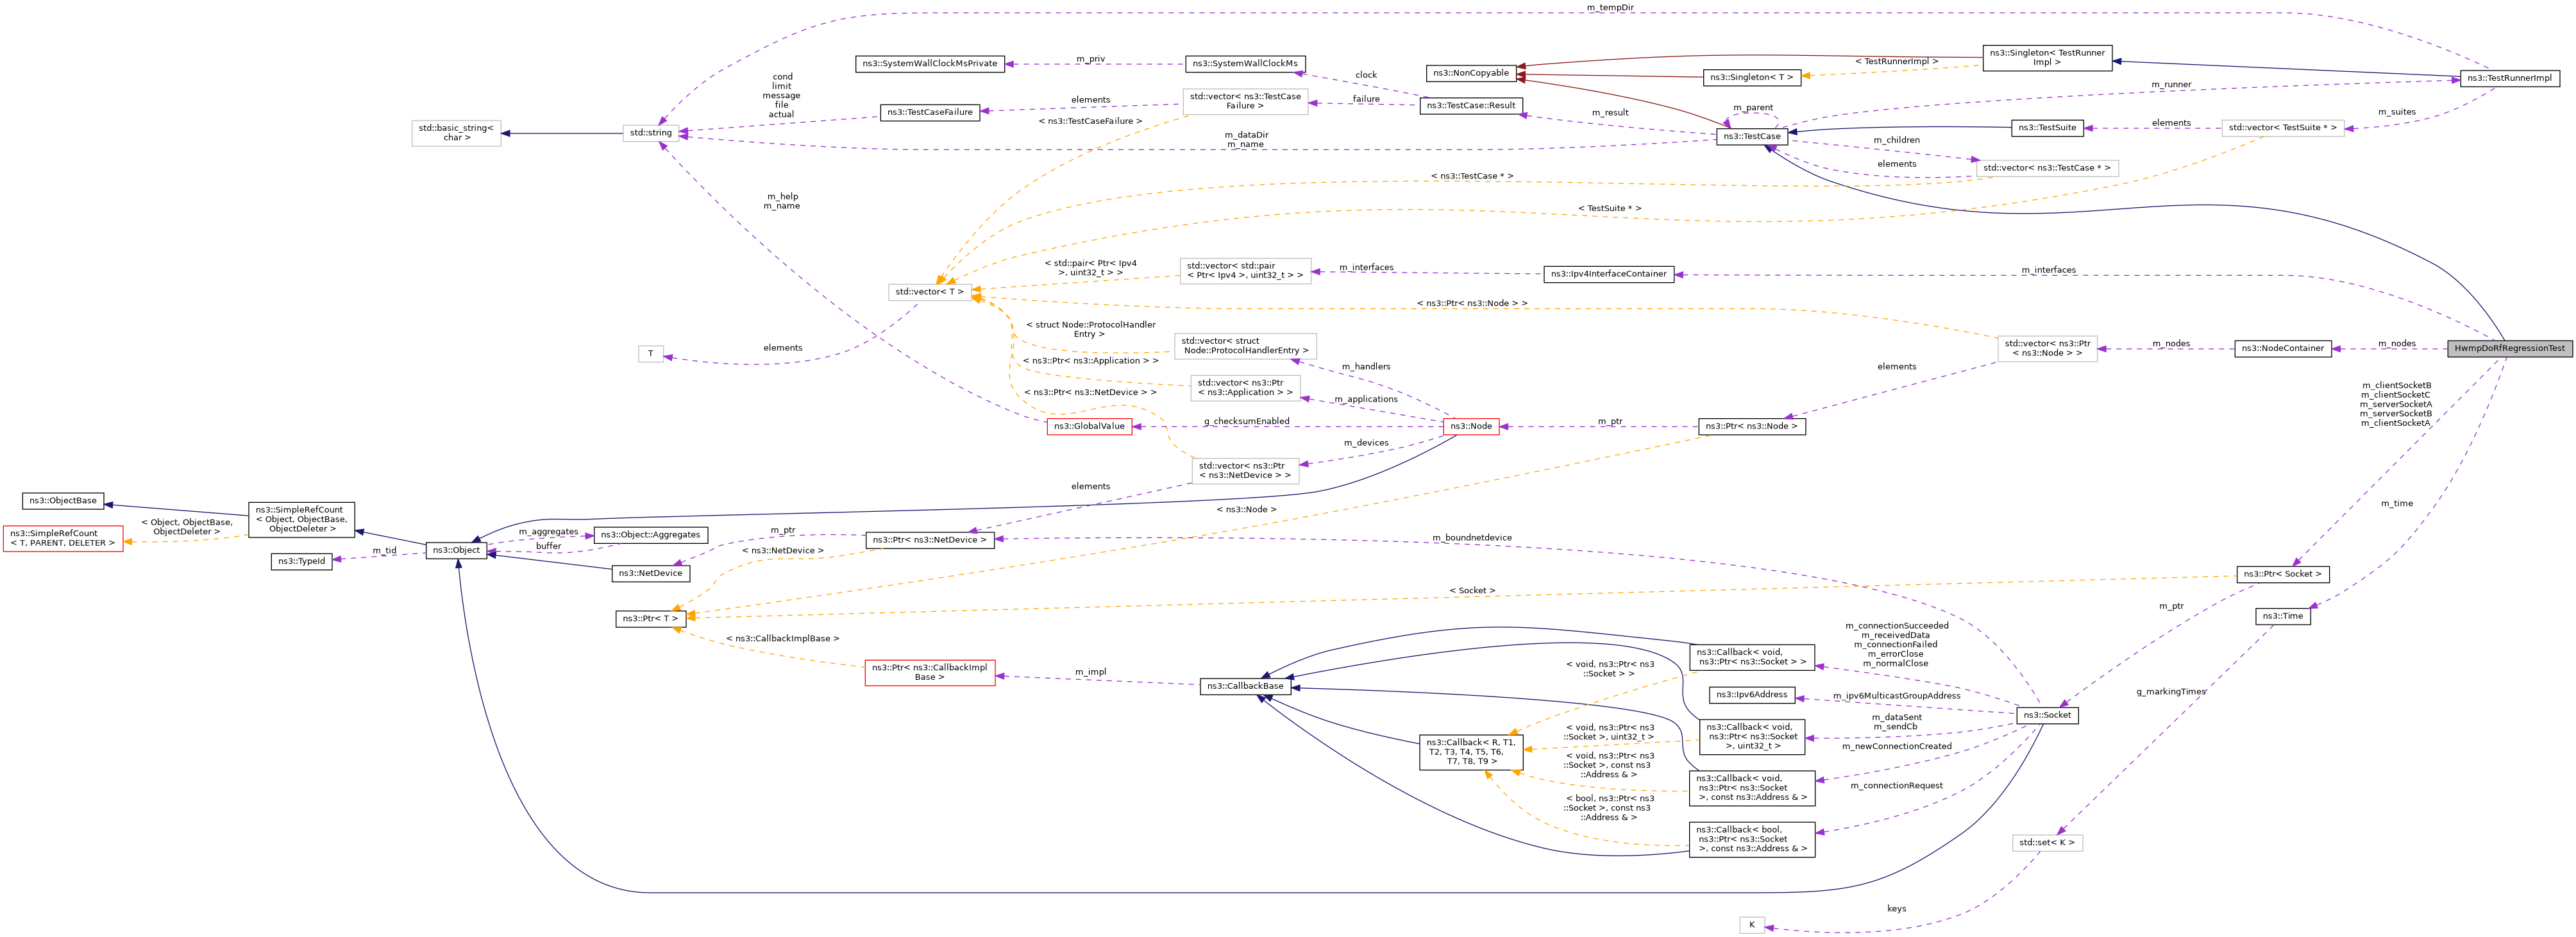 m_tempDir
ns3::Singleton< TestRunner
Impl >
ns3::SystemWallClockMsPrivate
m_priv
ns3::SystemWallClockMs
clock
ns3::NonCopyable
ns3::Singleton< T >
< TestRunnerImpl >
ns3::TestRunnerImpl
cond
limit
message
file
actual
ns3::TestCaseFailure
elements
std::vector< ns3::TestCase
Failure >
failure
ns3::TestCase::Result
m_result
m_parent
m_runner
m_suites
std::basic_string<
char >
std::string
< ns3::TestCaseFailure >
m_dataDir
m_name
ns3::TestCase
ns3::TestSuite
elements
std::vector< TestSuite * >
m_children
elements
std::vector< ns3::TestCase * >
< ns3::TestCase * >
m_help
m_name
< TestSuite * >
< std::pair< Ptr< Ipv4
>, uint32_t > >
std::vector< std::pair
< Ptr< Ipv4 >, uint32_t > >
m_interfaces
ns3::Ipv4InterfaceContainer
m_interfaces
std::vector< T >
< ns3::Ptr< ns3::Node > >
T
elements
< struct Node::ProtocolHandler
Entry >
std::vector< struct
Node::ProtocolHandlerEntry >
std::vector< ns3::Ptr
< ns3::Node > >
m_nodes
ns3::NodeContainer
m_nodes
HwmpDoRfRegressionTest
< ns3::Ptr< ns3::Application > >
m_handlers
elements
std::vector< ns3::Ptr
< ns3::Application > >
m_applications
< ns3::Ptr< ns3::NetDevice > >
m_clientSocketB
m_clientSocketC
m_serverSocketA
m_serverSocketB
m_clientSocketA
ns3::GlobalValue
g_checksumEnabled
ns3::Node
m_ptr
ns3::Ptr< ns3::Node >
m_devices
std::vector< ns3::Ptr
< ns3::NetDevice > >
elements
ns3::ObjectBase
ns3::SimpleRefCount
< Object, ObjectBase,
ObjectDeleter >
< ns3::Node >
m_time
ns3::SimpleRefCount
< T, PARENT, DELETER >
< Object, ObjectBase,
ObjectDeleter >
m_aggregates
ns3::Object::Aggregates
m_ptr
ns3::Ptr< ns3::NetDevice >
m_boundnetdevice
ns3::Object
buffer
m_tid
ns3::TypeId
< ns3::NetDevice >
ns3::NetDevice
ns3::Ptr< Socket >
< Socket >
m_ptr
ns3::Ptr< T >
ns3::Time
< ns3::CallbackImplBase >
m_connectionSucceeded
m_receivedData
m_connectionFailed
m_errorClose
m_normalClose
ns3::Callback< void,
ns3::Ptr< ns3::Socket > >
< void, ns3::Ptr< ns3
::Socket > >
ns3::Ptr< ns3::CallbackImpl
Base >
m_impl
ns3::CallbackBase
ns3::Ipv6Address
m_ipv6MulticastGroupAddress
g_markingTimes
ns3::Socket
m_dataSent
m_sendCb
< void, ns3::Ptr< ns3
::Socket >, uint32_t >
ns3::Callback< void,
ns3::Ptr< ns3::Socket
>, uint32_t >
ns3::Callback< R, T1,
T2, T3, T4, T5, T6,
T7, T8, T9 >
m_newConnectionCreated
< void, ns3::Ptr< ns3
::Socket >, const ns3
::Address & >
ns3::Callback< void,
ns3::Ptr< ns3::Socket
>, const ns3::Address & >
m_connectionRequest
< bool, ns3::Ptr< ns3
::Socket >, const ns3
::Address & >
ns3::Callback< bool,
ns3::Ptr< ns3::Socket
>, const ns3::Address & >
std::set< K >
keys
K